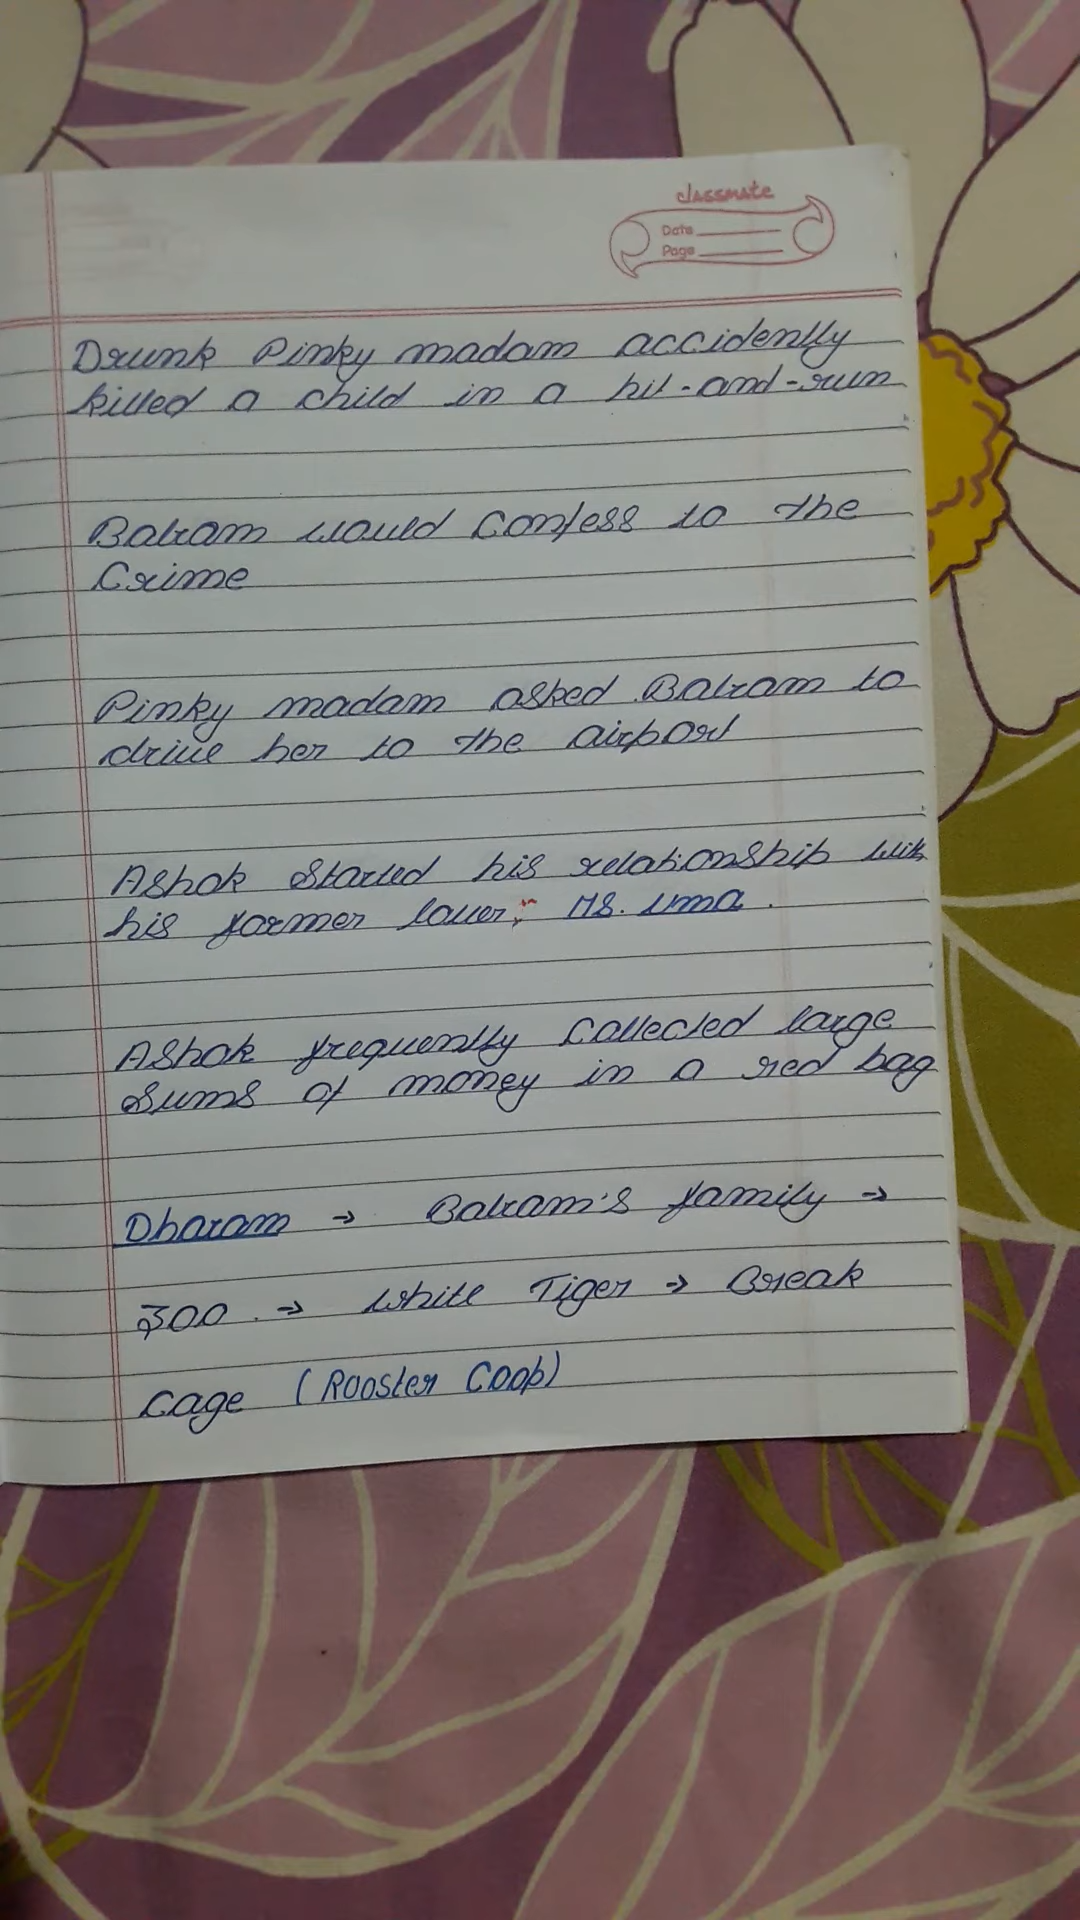 classmate
Date
Page
Drunk Pinky madam accidently
killed a child in a hit-and-run
Balram would confess to the
Crime
Pinky madam asked Balram to
drive her to the airport
Ashok Started his relationship with
his former lover; Ms. Uma.
Ashok frequently Collected large
Sums of money in a red bag
Dharam → Balram's family →
ZOO. → White Tiger → Break
Cage (Rooster Coop)